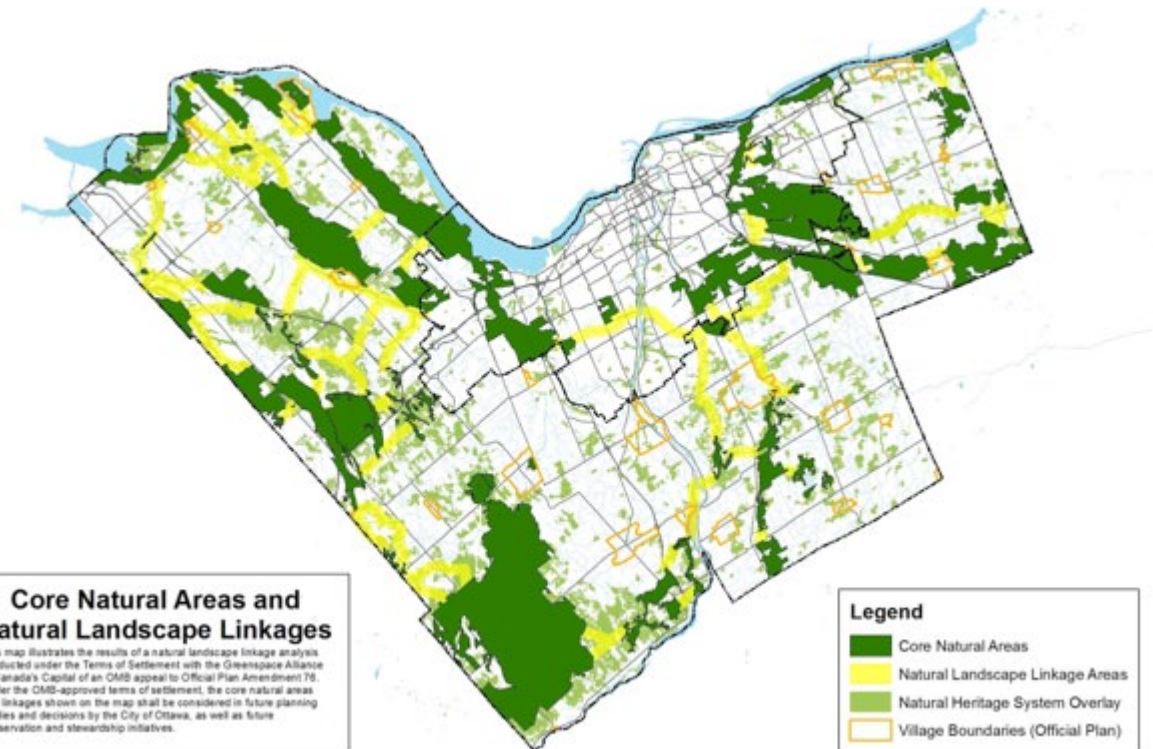 Core Natural Areas and
atural Landscape Linkages
map illustrates the results of a natural landscape linkage analysis
ducted under the Terms of Settlement with the Greenspace Alliance
anada's Capital of an OMB appeal to Official Plan Amendment 76.
er the OMB-approved terms of settlement, the core natural areas
linkages shown on the map shall be considered in future planning
ies and decisions by the City of Ottawa, as well as future
servation and stewardship initiatives.
Legend
Core Natural Areas
Natural Landscape Linkage Areas
Natural Heritage System Overlay
Village Boundaries (Official Plan)